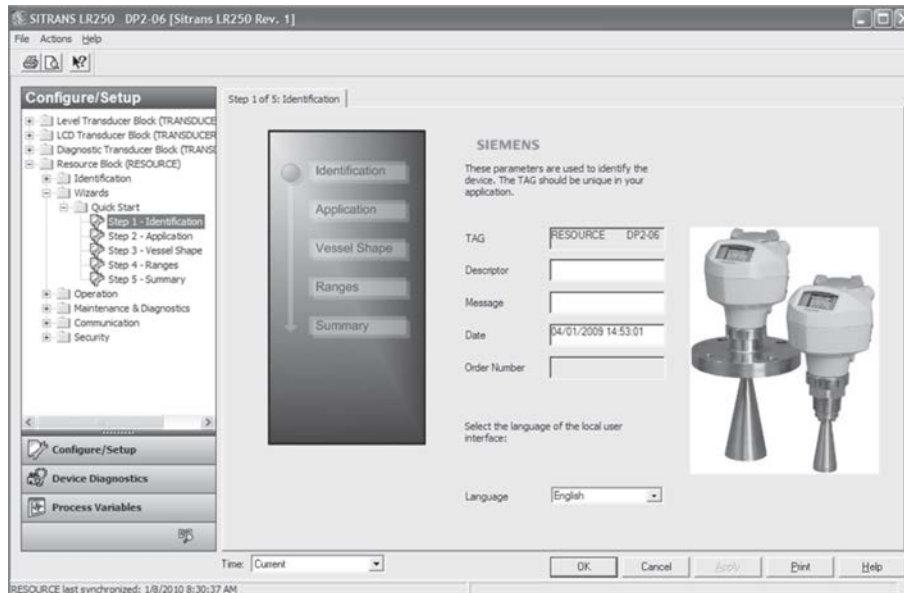 SITRANS LR250 DP2-06 [Sitrans LR250 Rev. 1]
File Actions Help
Configure/Setup
Level Transducer Block (TRANSDUCE
LCD Transducer Block (TRANSDUCER
Diagnostic Transducer Block (TRANSD
Resource Block (RESOURCE)
Identification
Wizards
Quick Start
Step 1 - Identification
Step 2 - Application
Step 3 - Vessel Shape
Step 4 - Ranges
Step 5 - Summary
Operation
Maintenance & Diagnostics
Communication
Security
Configure/Setup
Device Diagnostics
Process Variables
Step 1 of 5: Identification
Identification
Application
Vessel Shape
Ranges
Summary
SIEMENS
These parameters are used to identify the
device. The TAG should be unique in your
application.
TAG RESOURCE DP2-06
Descriptor
Message
Date 04/01/2009 14:53:01
Order Number
Select the language of the local user
interface:
Language English
Time: Current
OK Cancel Apply Print Help
RESOURCE last synchronized: 1/8/2010 8:30:37 AM